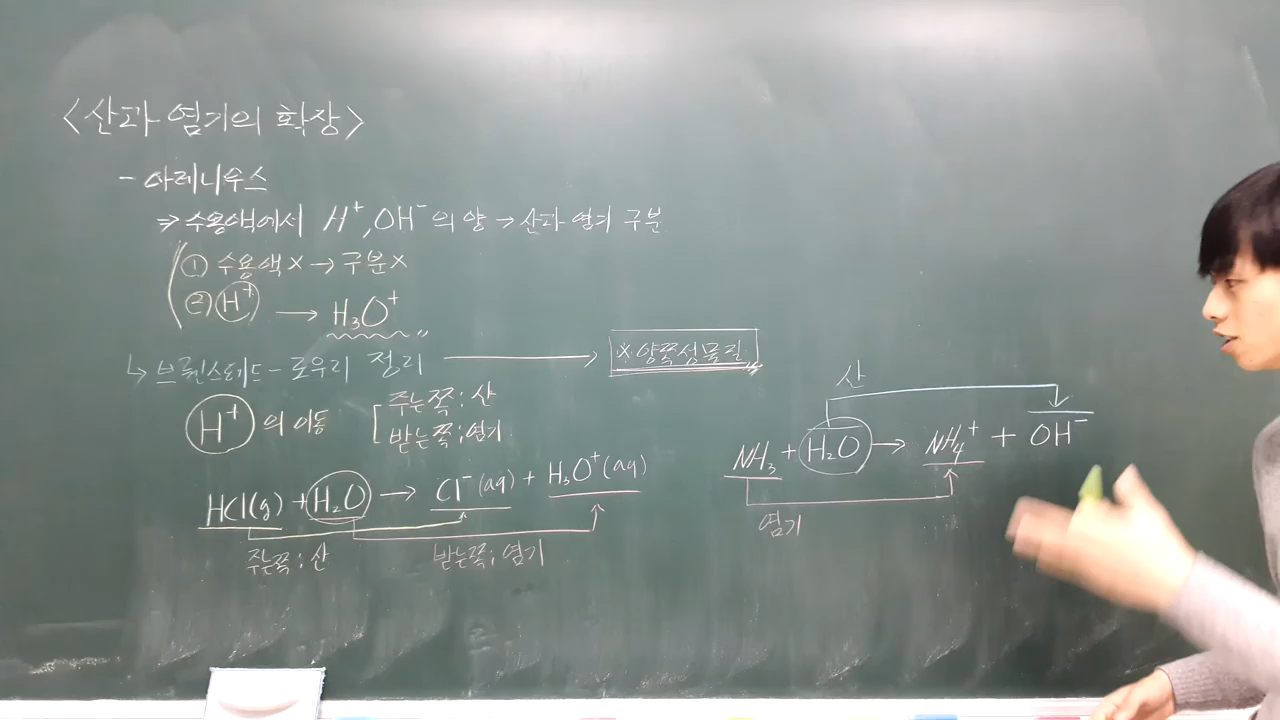 <산과 염기의 확장>
- 아레니우스
⇒ 수용액에서 H⁺, OH⁻의 양 → 산과 염기 구분
① 수용액 X → 구분 X
② H⁺ → H₃O⁺
↳ 브뢴스테드-로우리 정리 → ※양쪽성물질
H⁺의 이동
주는쪽: 산
받는쪽: 염기
HCl(g) + H₂O → Cl⁻(aq) + H₃O⁺(aq)
주는쪽: 산
받는쪽: 염기
산
NH₃ + H₂O → NH₄⁺ + OH⁻
염기